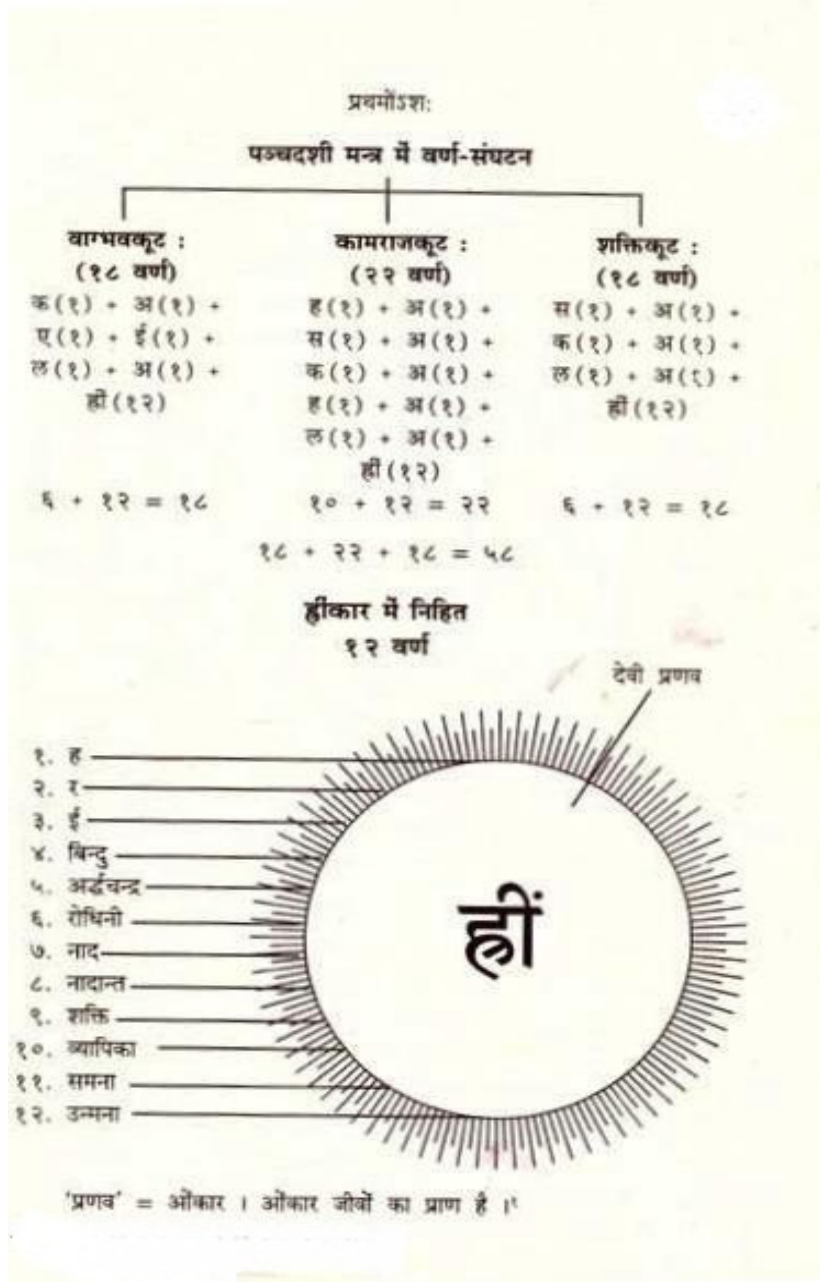 प्रथमोंऽशः
पञ्चदशी मन्त्र में वर्ण-संघटन
वाग्भवकूट :
(१८ वर्ण)
क(१) + अ(१) +
ए(१) + ई(१) +
ल(१) + अ(१) +
ह्रीं(१२)
६ + १२ = १८
कामराजकूट :
(२२ वर्ण)
ह(१) + अ(१) +
स(१) + अ(१) +
क(१) + अ(१) +
ह(१) + अ(१) +
ल(१) + अ(१) +
ह्रीं(१२)
१० + १२ = २२
शक्तिकूट :
(१८ वर्ण)
स(१) + अ(१) +
क(१) + अ(१) +
ल(१) + अ(१) +
ह्रीं(१२)
६ + १२ = १८
१८ + २२ + १८ = ५८
ह्रींकार में निहित
१२ वर्ण
देवी प्रणव
१. ह
२. र
३. ई
४. बिन्दु
५. अर्द्धचन्द्र
६. रोधिनी
७. नाद
८. नादान्त
९. शक्ति
१०. व्यापिका
११. समना
१२. उन्मना
ह्रीं
'प्रणव' = ओंकार । ओंकार जीवों का प्राण है ।१